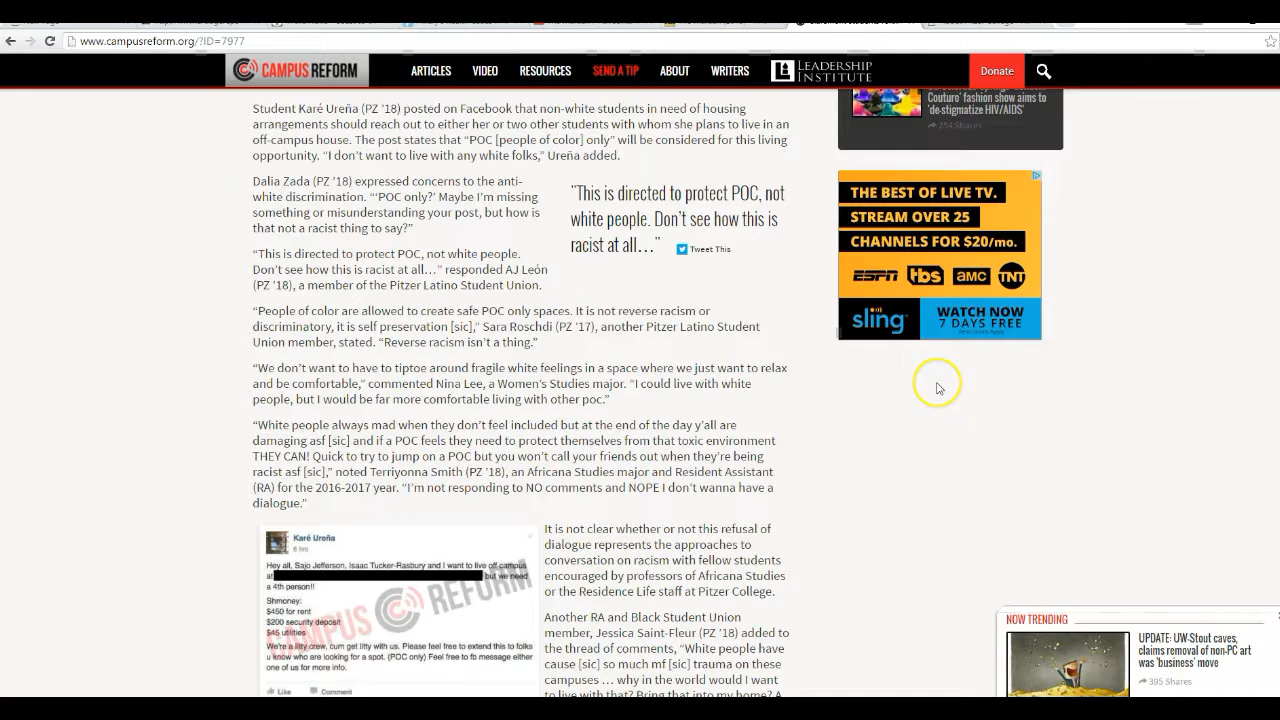 www.campusreform.org/?ID=7977
CAMPUS REFORM
ARTICLES VIDEO RESOURCES SEND A TIP ABOUT WRITERS LEADERSHIP INSTITUTE Donate
Student Karé Ureña (PZ ’18) posted on Facebook that non-white students in need of housing
arrangements should reach out to either her or two other students with whom she plans to live in an
off-campus house. The post states that “POC [people of color] only” will be considered for this living
opportunity. “I don’t want to live with any white folks,” Ureña added.
Dalia Zada (PZ ’18) expressed concerns to the anti-
white discrimination. “‘POC only?’ Maybe I’m missing
something or misunderstanding your post, but how is
that not a racist thing to say?”
"This is directed to protect POC, not
white people. Don’t see how this is
racist at all…" Tweet This
“This is directed to protect POC, not white people.
Don’t see how this is racist at all…” responded AJ León
(PZ ’18), a member of the Pitzer Latino Student Union.
“People of color are allowed to create safe POC only spaces. It is not reverse racism or
discriminatory, it is self preservation [sic],” Sara Roschdi (PZ ’17), another Pitzer Latino Student
Union member, stated. “Reverse racism isn’t a thing.”
“We don’t want to have to tiptoe around fragile white feelings in a space where we just want to relax
and be comfortable,” commented Nina Lee, a Women’s Studies major. “I could live with white
people, but I would be far more comfortable living with other poc.”
“White people always mad when they don’t feel included but at the end of the day y’all are
damaging asf [sic] and if a POC feels they need to protect themselves from that toxic environment
THEY CAN! Quick to try to jump on a POC but you won’t call your friends out when they’re being
racist asf [sic],” noted Terriyonna Smith (PZ ’18), an Africana Studies major and Resident Assistant
(RA) for the 2016-2017 year. “I’m not responding to NO comments and NOPE I don’t wanna have a
dialogue.”
Karé Ureña
6 hrs
Hey all, Sajo Jefferson, Isaac Tucker-Rasbury and I want to live off campus
at but we need
a 4th person!!
Shmoney:
$450 for rent
$200 security deposit
$45 utilities
We're a litty crew, cum get litty with us. Please feel free to extend this to folks
u know who are looking for a spot. (POC only) Feel free to fb message either
one of us for more info.
Like Comment
CAMPUS REFORM
It is not clear whether or not this refusal of
dialogue represents the approaches to
conversation on racism with fellow students
encouraged by professors of Africana Studies
or the Residence Life staff at Pitzer College.
Another RA and Black Student Union
member, Jessica Saint-Fleur (PZ ’18) added to
the thread of comments, “White people have
cause [sic] so much mf [sic] trauma on these
campuses … why in the world would I want
to live with that? Bring that into my home? A
Couture' fashion show aims to
'de-stigmatize HIV/AIDS'
254 Shares
THE BEST OF LIVE TV.
STREAM OVER 25
CHANNELS FOR $20/mo.
ESPN tbs amc TNT
sling WATCH NOW
7 DAYS FREE
NOW TRENDING
UPDATE: UW-Stout caves,
claims removal of non-PC art
was 'business' move
395 Shares